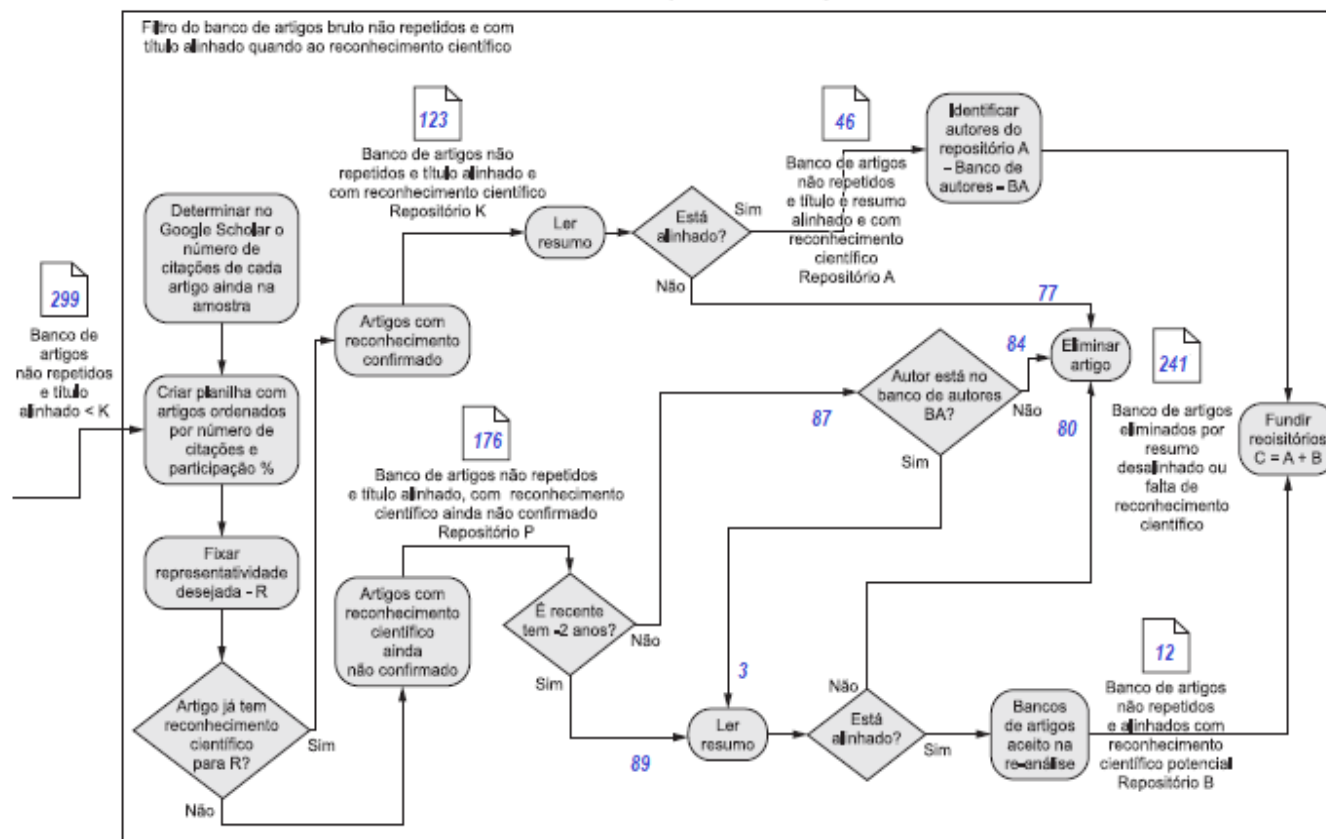 Filtro do banco de artigos bruto não repetidos e com
título alinhado quando ao reconhecimento científico
299
Banco de
artigos
não repetidos
e título
alinhado < K
Determinar no
Google Scholar o
número de
citações de cada
artigo ainda na
amostra
Criar planilha com
artigos ordenados
por número de
citações e
participação %
Fixar
representatividade
desejada - R
Artigo já tem
reconhecimento
científico
para R?
Sim
Não
123
Banco de artigos não
repetidos e título alinhado e
com reconhecimento científico
Repositório K
Artigos com
reconhecimento
confirmado
Ler
resumo
Está
alinhado?
Sim
Não
46
Banco de artigos
não repetidos
e título e resumo
alinhado e com
reconhecimento
científico
Repositório A
Identificar
autores do
repositório A
– Banco de
autores – BA
77
176
Banco de artigos não repetidos
e título alinhado, com reconhecimento
científico ainda não confirmado
Repositório P
Artigos com
reconhecimento
científico
ainda
não confirmado
É recente
tem -2 anos?
Não
Sim
87
89
Autor está no
banco de autores
BA?
Não
Sim
84
80
3
Eliminar
artigo
241
Banco de artigos
eliminados por
resumo
desalinhado ou
falta de
reconhecimento
científico
Fundir
reoisitórios
C = A + B
Ler
resumo
Está
alinhado?
Não
Sim
Bancos
de artigos
aceito na
re-análise
12
Banco de artigos
não repetidos
e alinhados com
reconhecimento
científico potencial
Repositório B